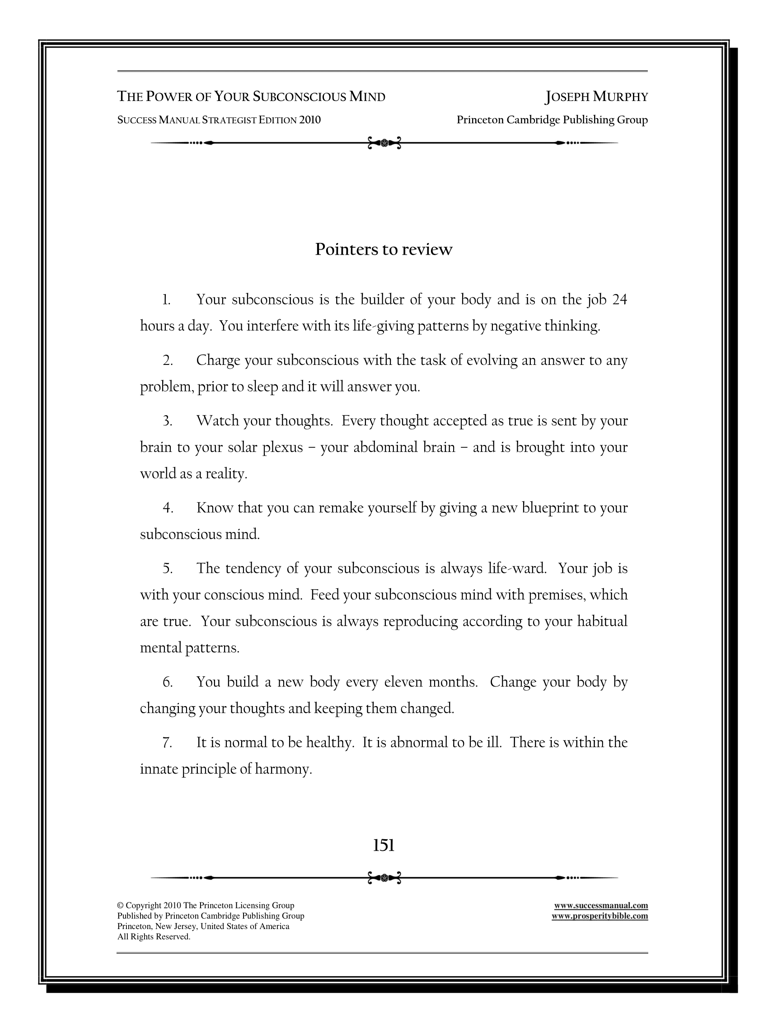 THE POWER OF YOUR SUBCONSCIOUS MIND JOSEPH MURPHY
SUCCESS MANUAL STRATEGIST EDITION 2010 Princeton Cambridge Publishing Group
Pointers to review
1. Your subconscious is the builder of your body and is on the job 24
hours a day. You interfere with its life-giving patterns by negative thinking.
2. Charge your subconscious with the task of evolving an answer to any
problem, prior to sleep and it will answer you.
3. Watch your thoughts. Every thought accepted as true is sent by your
brain to your solar plexus – your abdominal brain – and is brought into your
world as a reality.
4. Know that you can remake yourself by giving a new blueprint to your
subconscious mind.
5. The tendency of your subconscious is always life-ward. Your job is
with your conscious mind. Feed your subconscious mind with premises, which
are true. Your subconscious is always reproducing according to your habitual
mental patterns.
6. You build a new body every eleven months. Change your body by
changing your thoughts and keeping them changed.
7. It is normal to be healthy. It is abnormal to be ill. There is within the
innate principle of harmony.
151
© Copyright 2010 The Princeton Licensing Group www.successmanual.com
Published by Princeton Cambridge Publishing Group www.prosperitybible.com
Princeton, New Jersey, United States of America
All Rights Reserved.